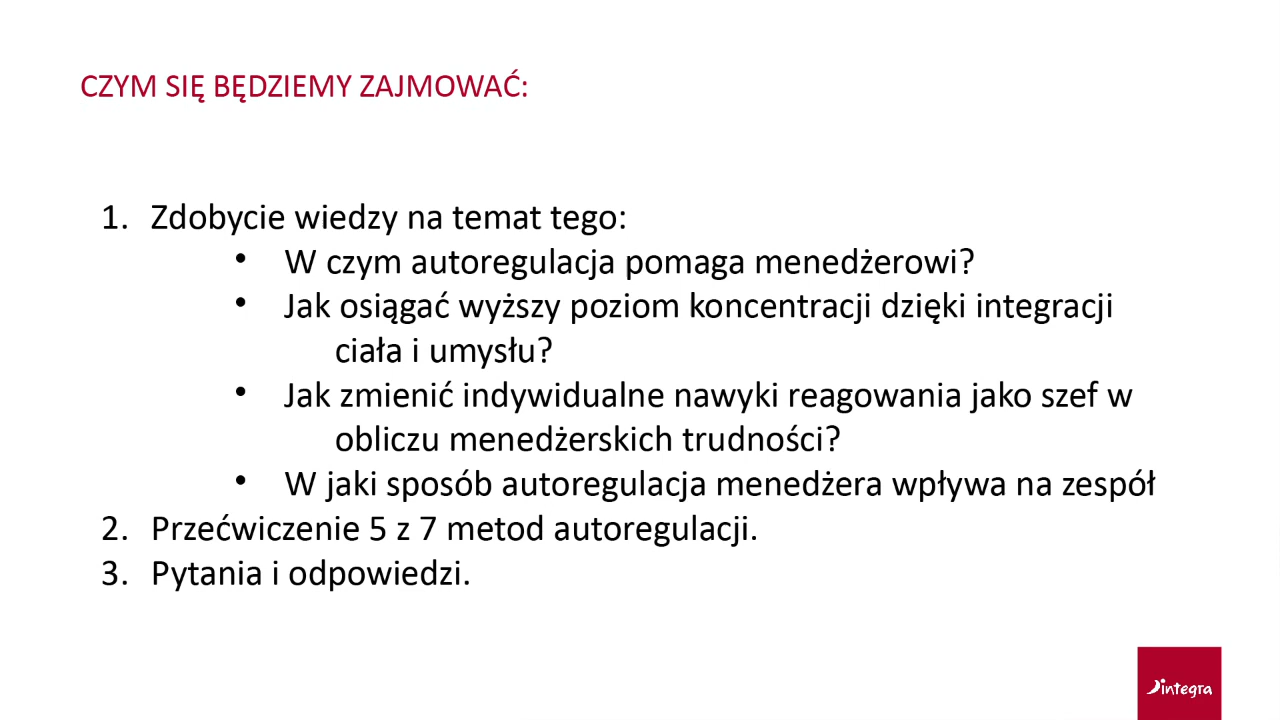 CZYM SIĘ BĘDZIEMY ZAJMOWAĆ:
1. Zdobycie wiedzy na temat tego:
• W czym autoregulacja pomaga menedżerowi?
• Jak osiągać wyższy poziom koncentracji dzięki integracji
ciała i umysłu?
• Jak zmienić indywidualne nawyki reagowania jako szef w
obliczu menedżerskich trudności?
• W jaki sposób autoregulacja menedżera wpływa na zespół
2. Przećwiczenie 5 z 7 metod autoregulacji.
3. Pytania i odpowiedzi.
integra